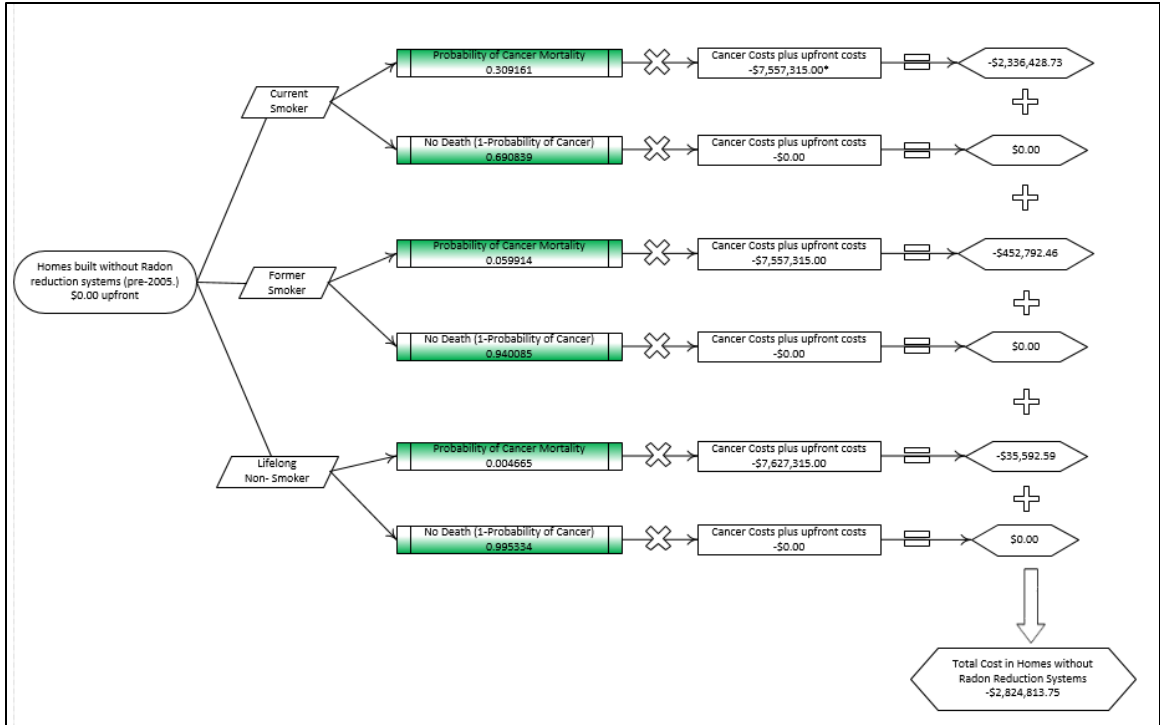 Probability of Cancer Mortality
0.309161
Cancer Costs plus upfront costs
-$7,557,315.00*
-$2,336,428.73
Current
Smoker
No Death (1-Probability of Cancer)
0.690839
Cancer Costs plus upfront costs
-$0.00
$0.00
Homes built without Radon
reduction systems (pre-2005.)
$0.00 upfront
Probability of Cancer Mortality
0.059914
Cancer Costs plus upfront costs
-$7,557,315.00
-$452,792.46
Former
Smoker
No Death (1-Probability of Cancer)
0.940085
Cancer Costs plus upfront costs
-$0.00
$0.00
Probability of Cancer Mortality
0.004665
Cancer Costs plus upfront costs
-$7,627,315.00
-$35,592.59
Lifelong
Non- Smoker
No Death (1-Probability of Cancer)
0.995334
Cancer Costs plus upfront costs
-$0.00
$0.00
Total Cost in Homes without
Radon Reduction Systems
-$2,824,813.75